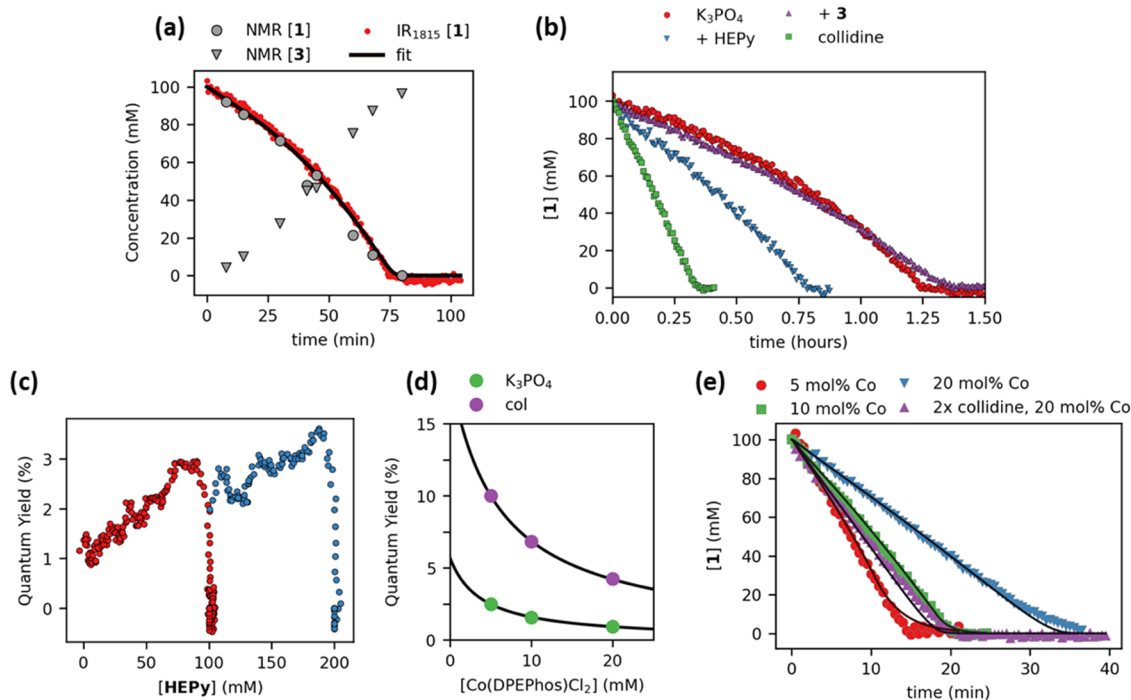 (a)
NMR [1]
IR1815 [1]
NMR [3]
fit
Concentration (mM)
100
80
60
40
20
0
0 25 50 75 100
time (min)
(b)
K3PO4
+ 3
+ HEPy
collidine
[1] (mM)
100
80
60
40
20
0
0.00 0.25 0.50 0.75 1.00 1.25 1.50
time (hours)
(c)
Quantum Yield (%)
3
2
1
0
0 50 100 150 200
[HEPy] (mM)
(d)
K3PO4
col
Quantum Yield (%)
15
10
5
0
0 10 20
[Co(DPEPhos)Cl2] (mM)
(e)
5 mol% Co
20 mol% Co
10 mol% Co
2x collidine, 20 mol% Co
[1] (mM)
100
80
60
40
20
0
0 10 20 30 40
time (min)